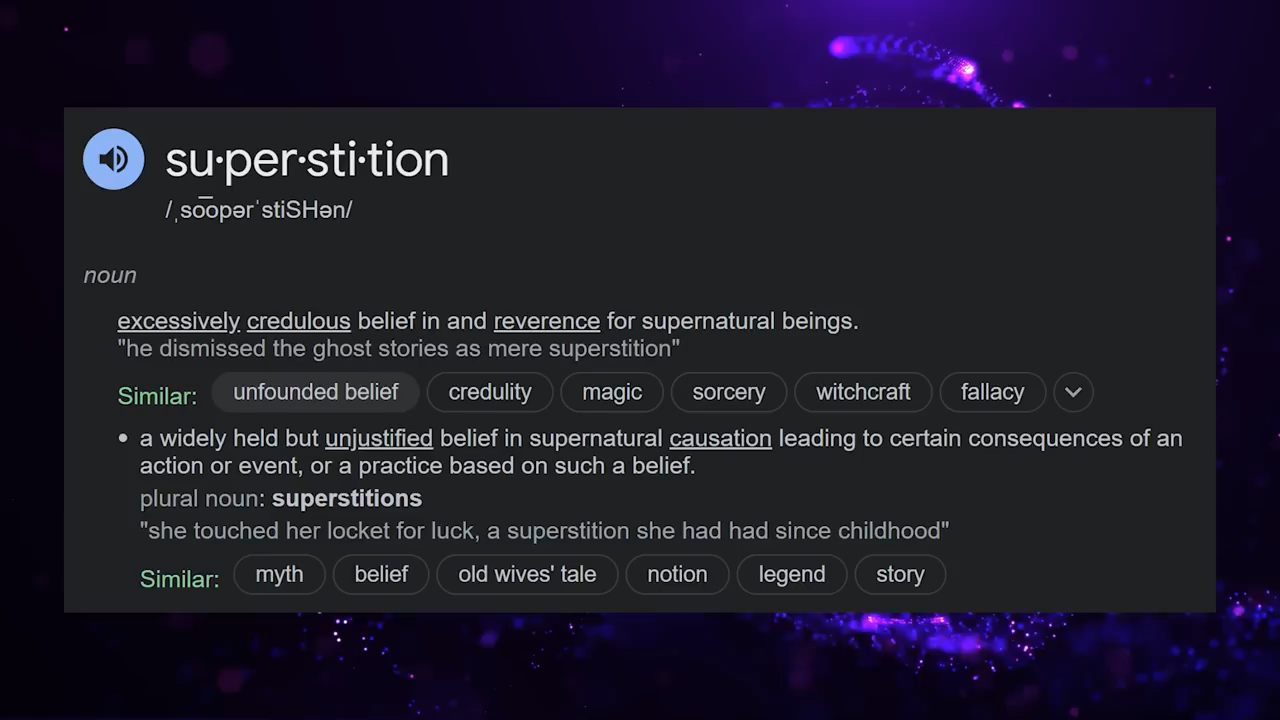 su·per·sti·tion
/ˌso͞opərˈstiSHən/
noun
excessively credulous belief in and reverence for supernatural beings.
"he dismissed the ghost stories as mere superstition"
Similar: unfounded belief credulity magic sorcery witchcraft fallacy
• a widely held but unjustified belief in supernatural causation leading to certain consequences of an
action or event, or a practice based on such a belief.
plural noun: superstitions
"she touched her locket for luck, a superstition she had had since childhood"
Similar: myth belief old wives' tale notion legend story